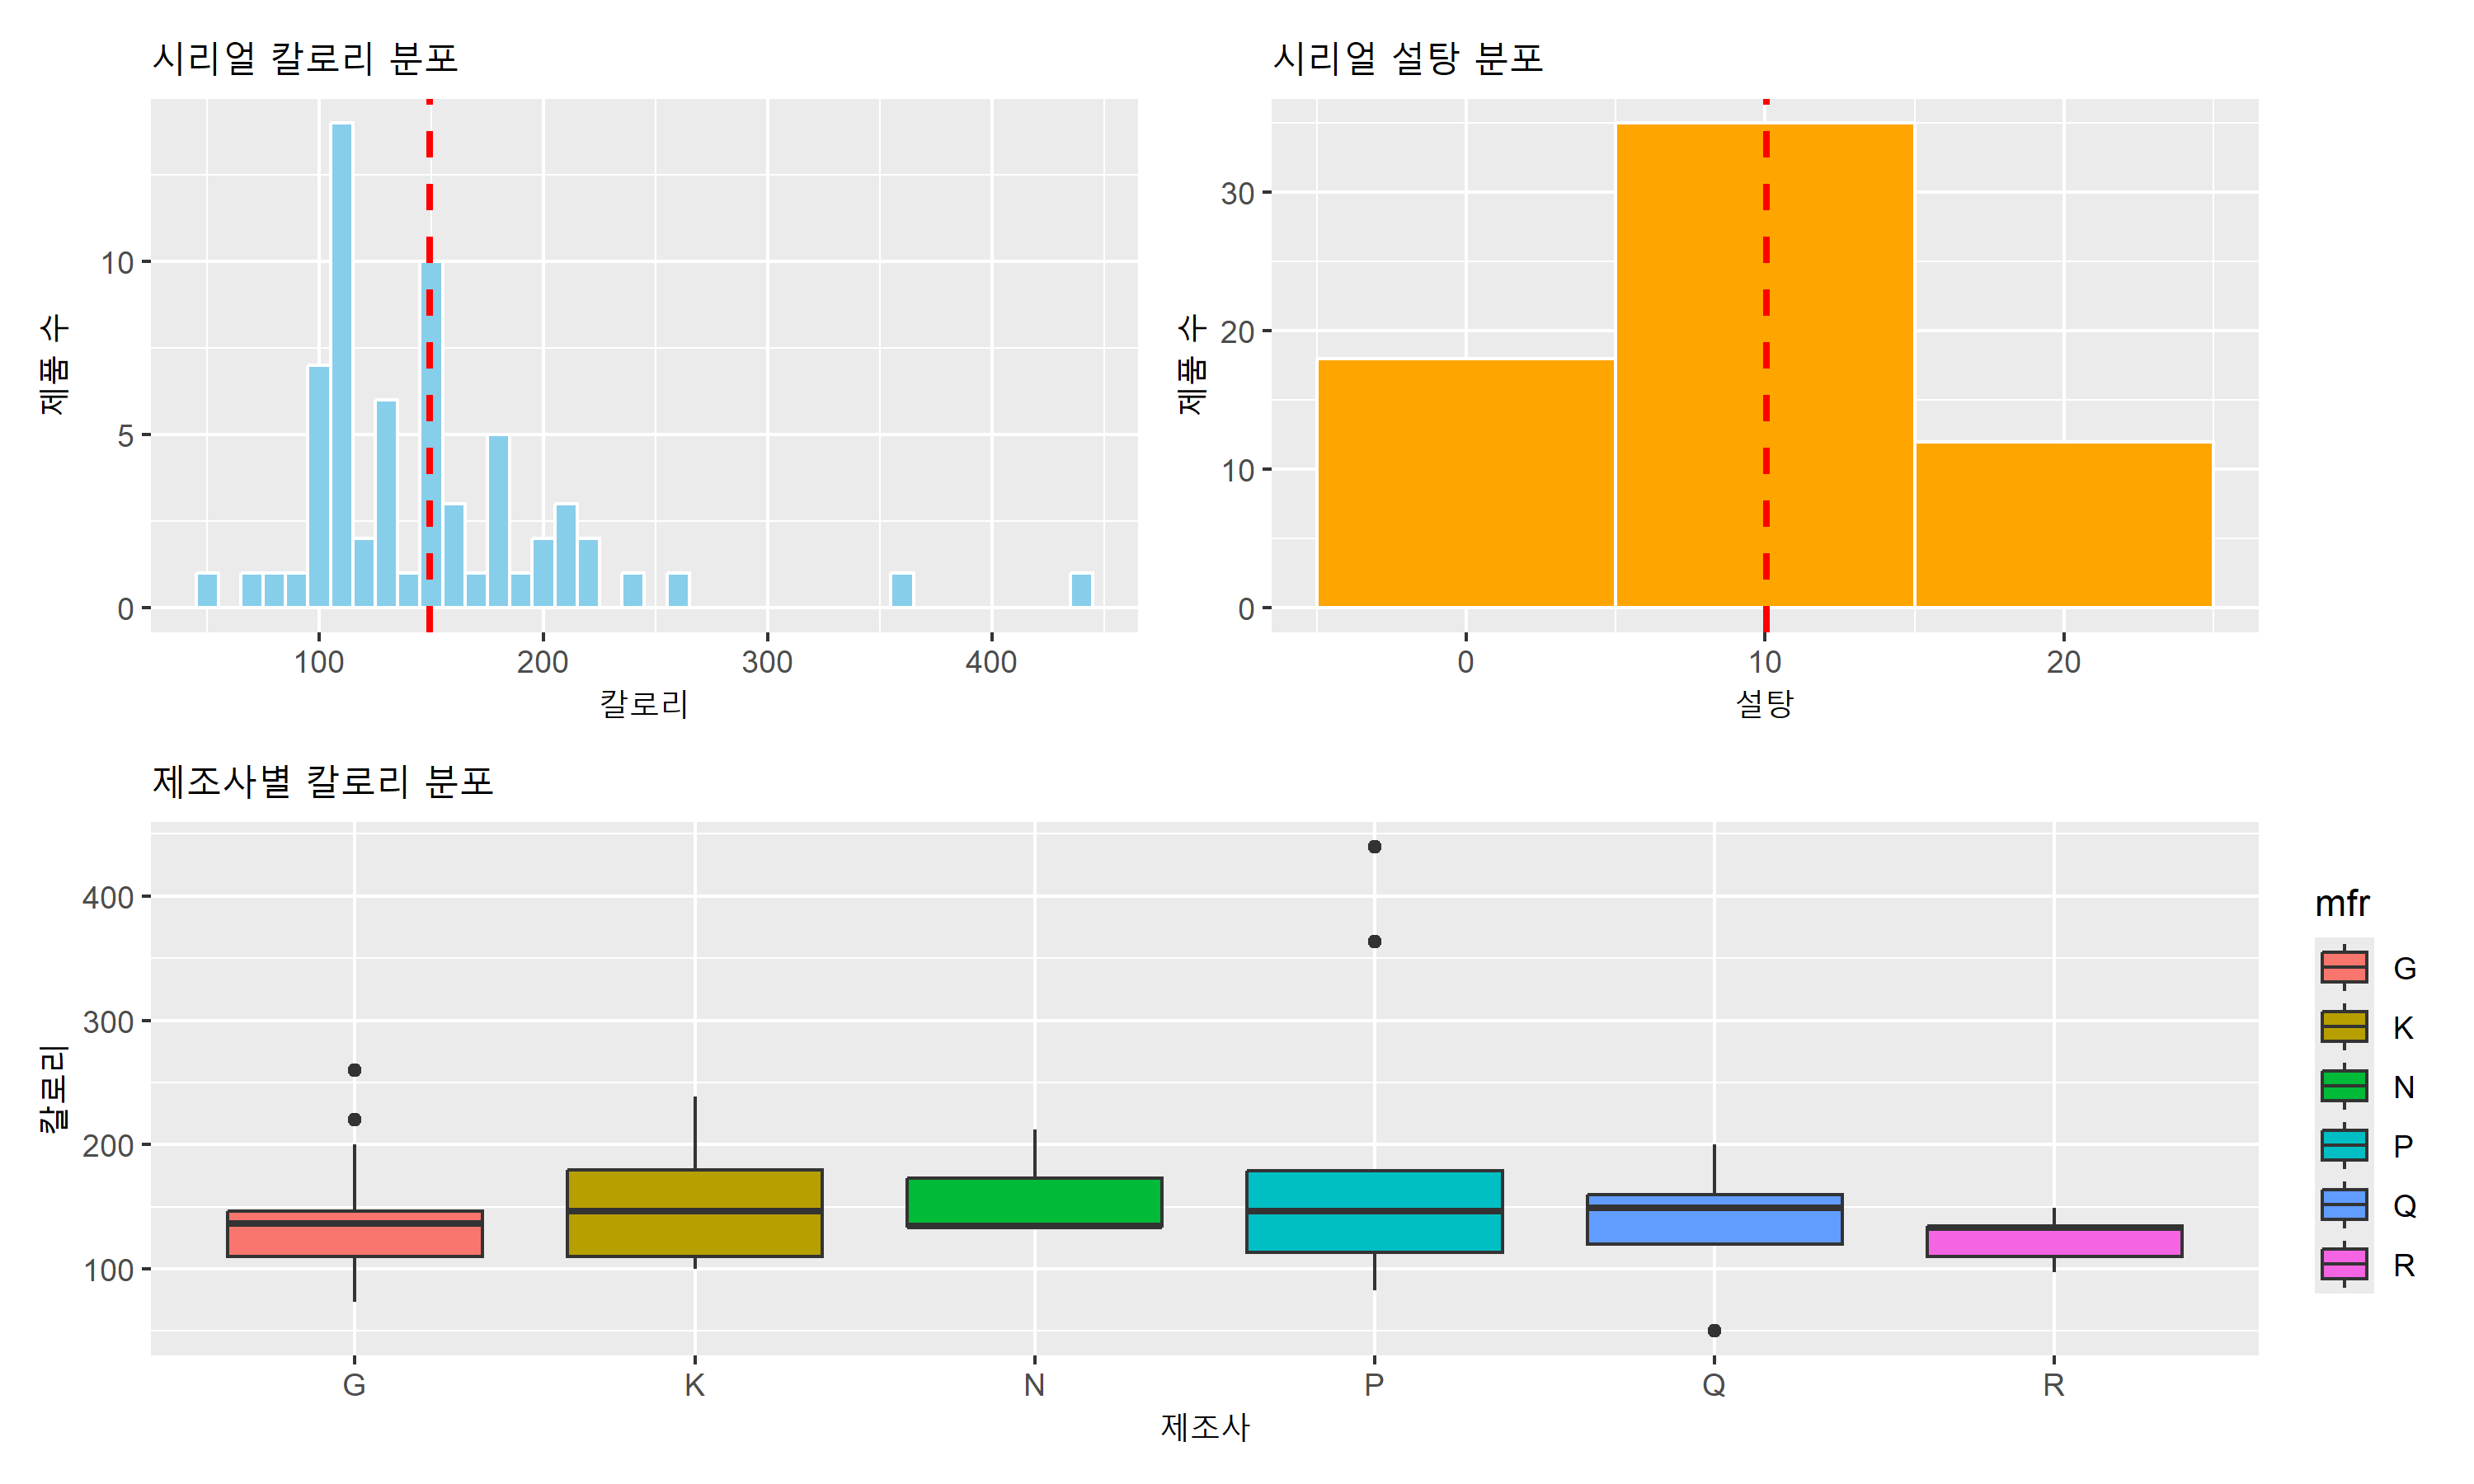 시리얼 칼로리 분포
제품 수
10
5
0
100 200 300 400
칼로리
시리얼 설탕 분포
제품 수
30
20
10
0
0 10 20
설탕
제조사별 칼로리 분포
칼로리
400
300
200
100
G K N P Q R
제조사
mfr
G
K
N
P
Q
R